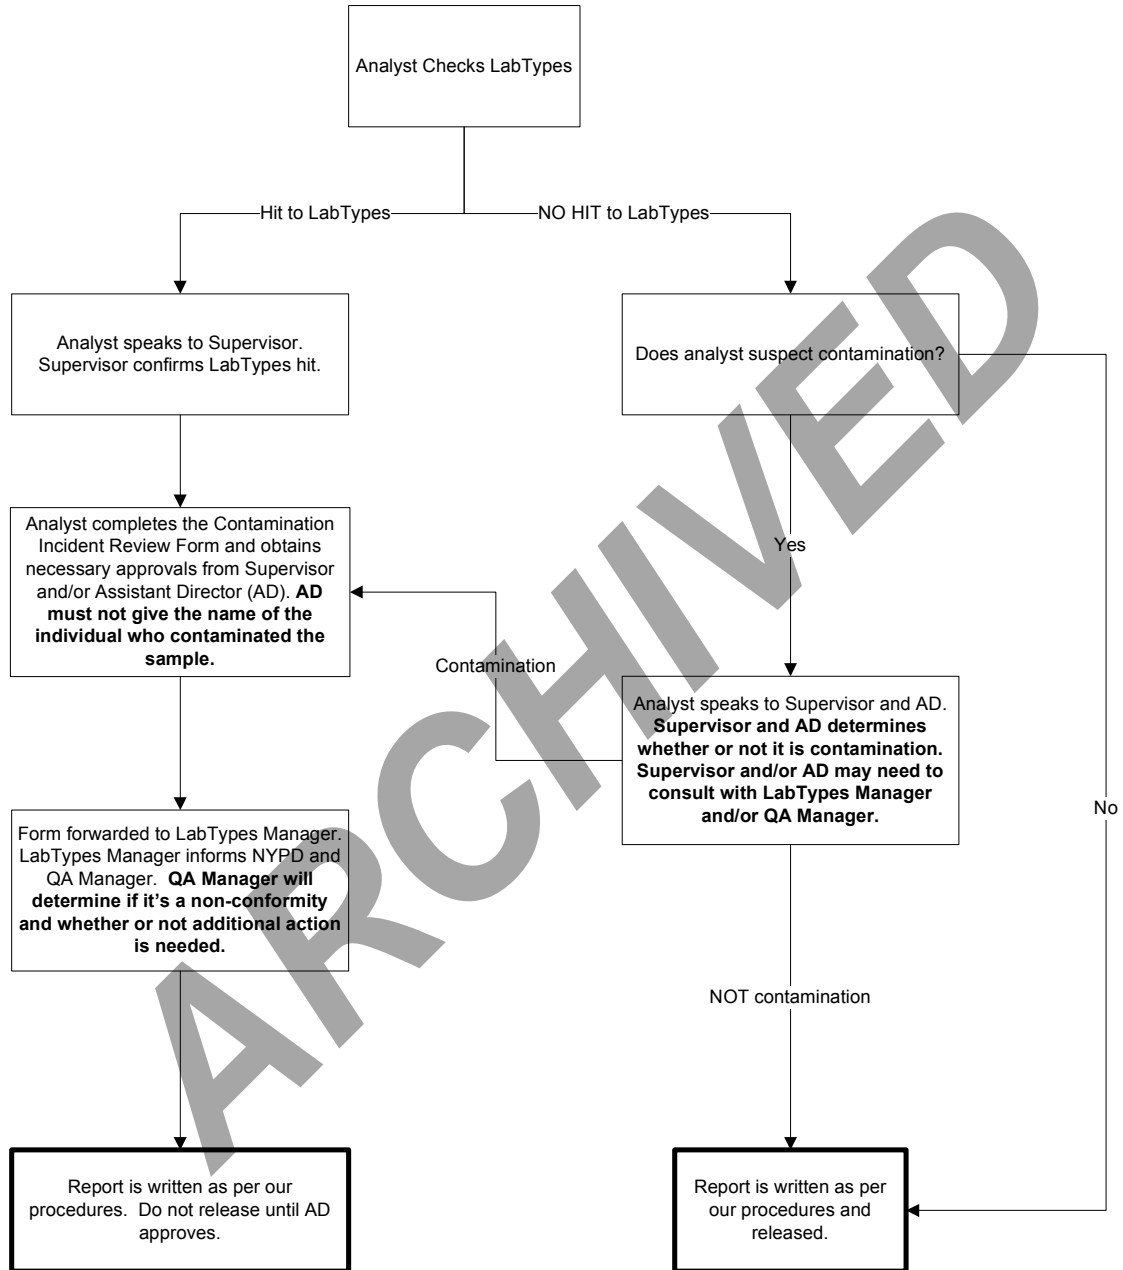 Analyst Checks LabTypes
Hit to LabTypes
NO HIT to LabTypes
Analyst speaks to Supervisor.
Supervisor confirms LabTypes hit.
Does analyst suspect contamination?
Analyst completes the Contamination
Incident Review Form and obtains
necessary approvals from Supervisor
and/or Assistant Director (AD). AD
must not give the name of the
individual who contaminated the
sample.
Yes
Contamination
Analyst speaks to Supervisor and AD.
Supervisor and AD determines
whether or not it is contamination.
Supervisor and/or AD may need to
consult with LabTypes Manager
and/or QA Manager.
No
Form forwarded to LabTypes Manager.
LabTypes Manager informs NYPD and
QA Manager. QA Manager will
determine if it's a non-conformity
and whether or not additional action
is needed.
NOT contamination
Report is written as per our
procedures. Do not release until AD
approves.
Report is written as per
our procedures and
released.
ARCHIVED